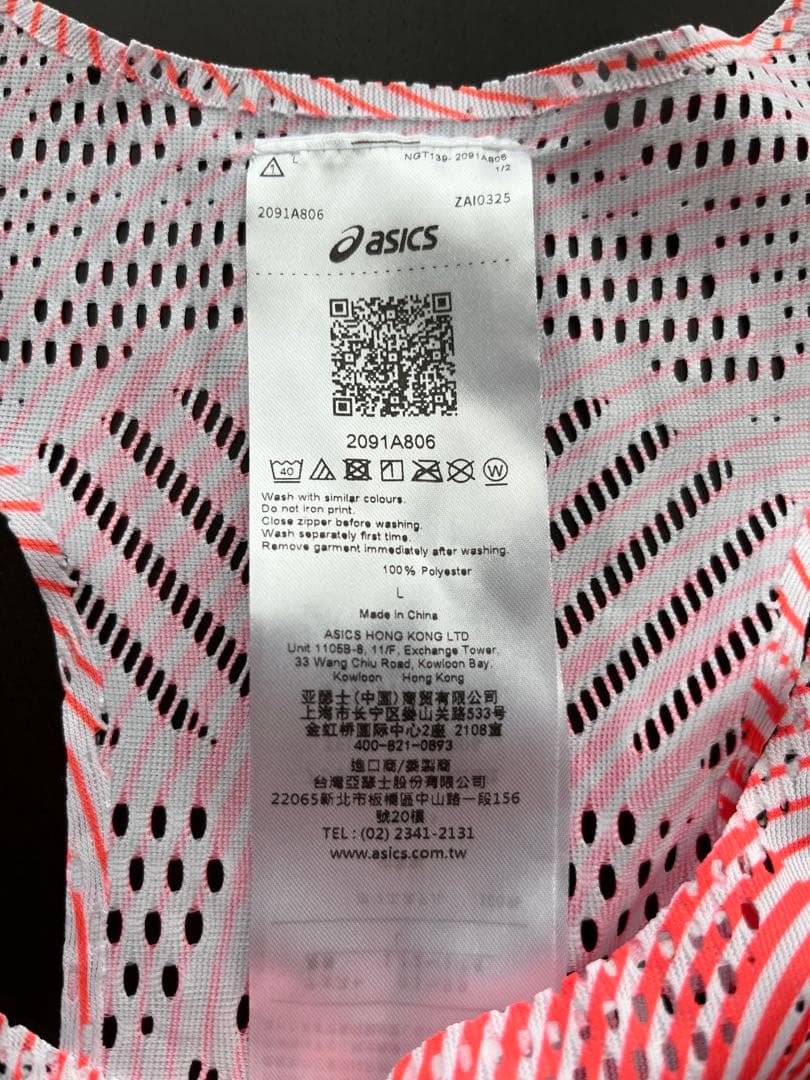 1 L NGT139- 2091A806
1/2
2091A806 ZAI0325
asics
2091A806
40 W
Wash with similar colours.
Do not iron print.
Close zipper before washing.
Wash separately first time.
Remove garment immediately after washing.
100% Polyester
L
Made in China
ASICS HONG KONG LTD
Unit 1105B-8, 11/F, Exchange Tower,
33 Wang Chiu Road, Kowloon Bay,
Kowloon Hong Kong
亚瑟士(中国)商贸有限公司
上海市长宁区娄山关路533号
金虹桥国际中心2座 2108室
400-821-0893
進口商/委製商
台灣亞瑟士股份有限公司
22065新北市板橋區中山路一段156
號20樓
TEL : (02) 2341-2131
www.asics.com.tw